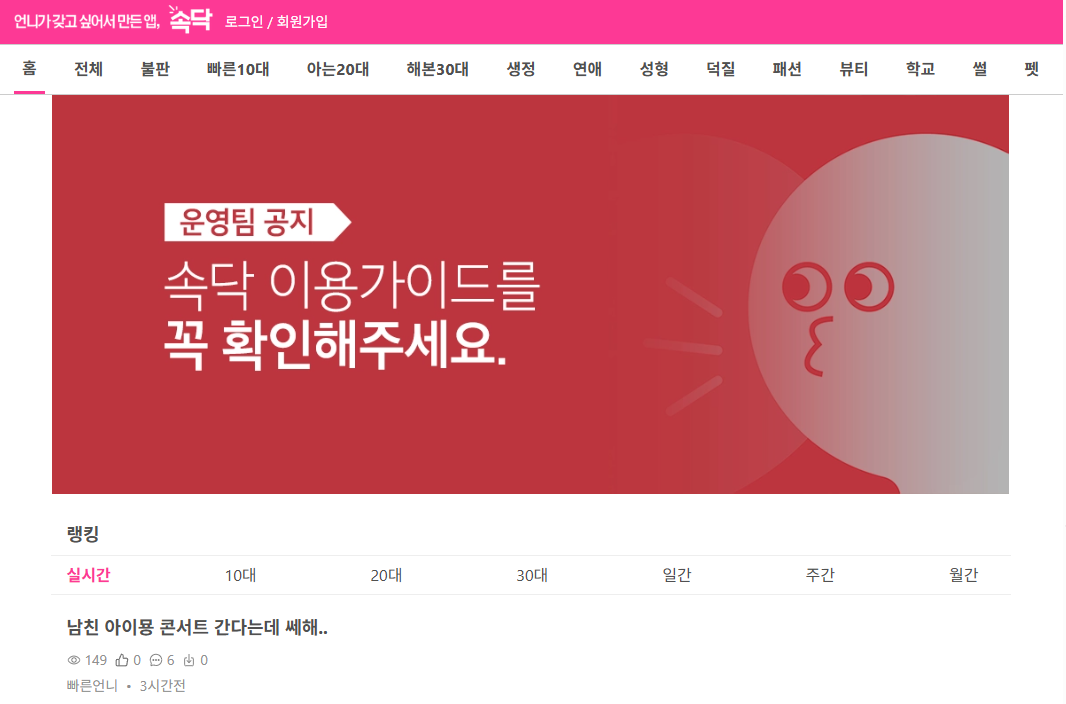 언니가 갖고 싶어서 만든 앱, 속닥 로그인 / 회원가입
홈 전체 불판 빠른10대 아는20대 해본30대 생정 연애 성형 덕질 패션 뷰티 학교 썰 펫
운영팀 공지
속닥 이용가이드를
꼭 확인해주세요.
랭킹
실시간 10대 20대 30대 일간 주간 월간
남친 아이묭 콘서트 간다는데 쎄해..
149 0 6 0
빠른언니 • 3시간전